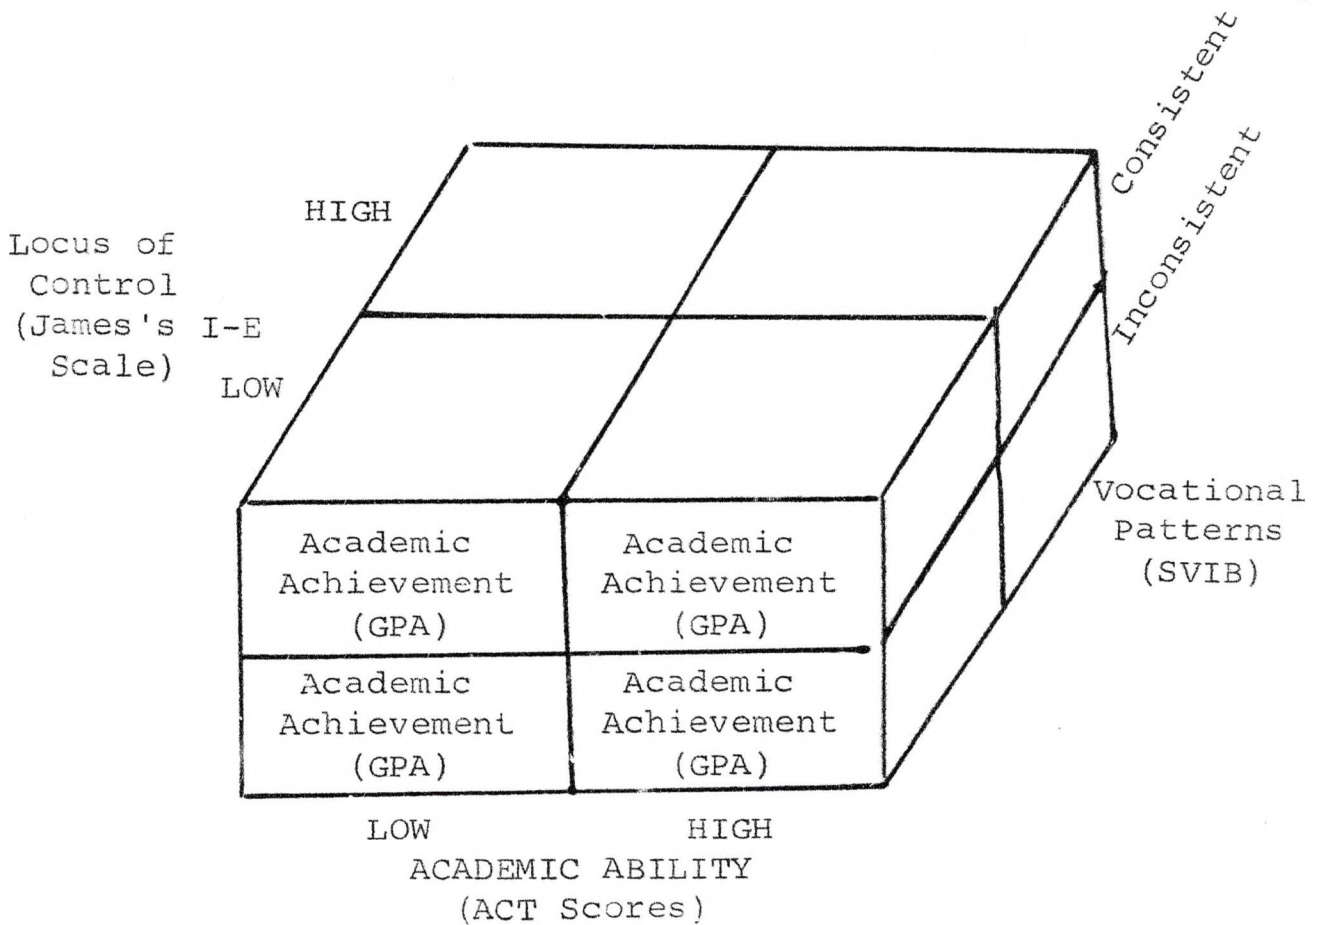 Consistent
Inconsistent
HIGH
Locus of
Control
(James's I-E
Scale)
LOW
Vocational
Patterns
(SVIB)
Academic
Achievement
(GPA)
Academic
Achievement
(GPA)
Academic
Achievement
(GPA)
Academic
Achievement
(GPA)
LOW
HIGH
ACADEMIC ABILITY
(ACT Scores)